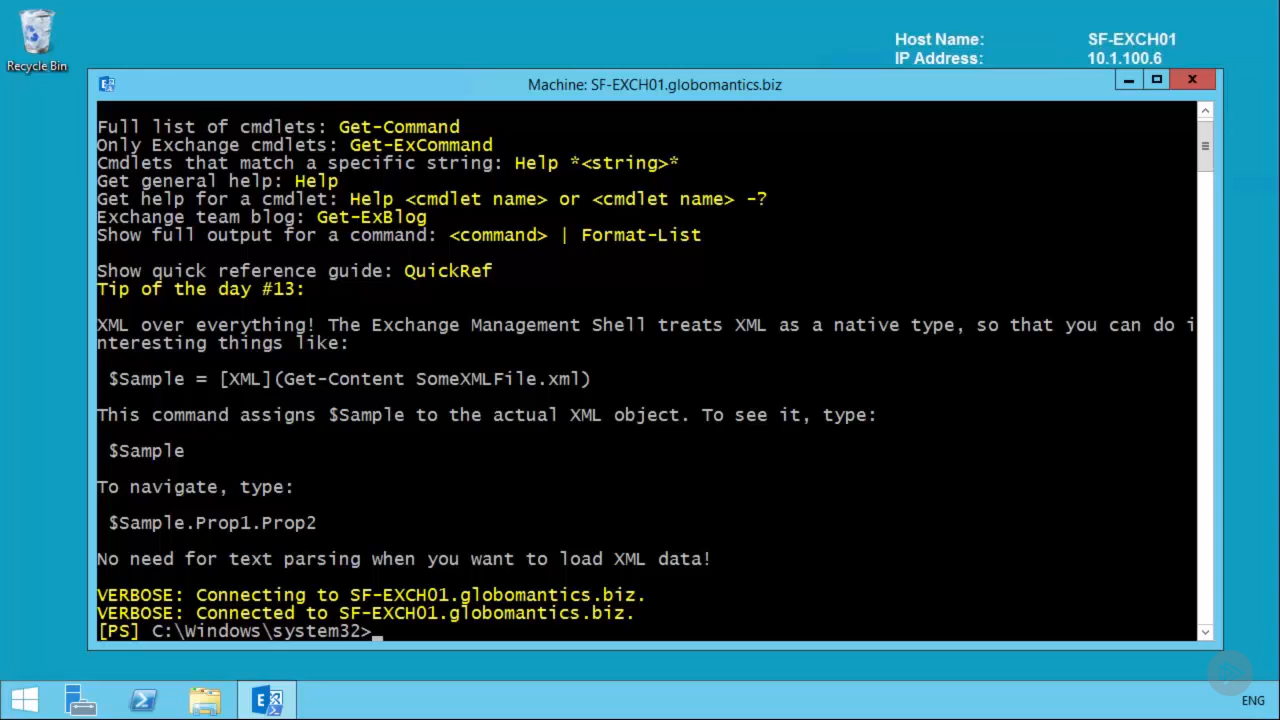 Recycle Bin
Host Name: SF-EXCH01
IP Address: 10.1.100.6
Machine: SF-EXCH01.globomantics.biz
Full list of cmdlets: Get-Command
Only Exchange cmdlets: Get-ExCommand
Cmdlets that match a specific string: Help *<string>*
Get general help: Help
Get help for a cmdlet: Help <cmdlet name> or <cmdlet name> -?
Exchange team blog: Get-ExBlog
Show full output for a command: <command> | Format-List
Show quick reference guide: QuickRef
Tip of the day #13:
XML over everything! The Exchange Management Shell treats XML as a native type, so that you can do i
nteresting things like:
$Sample = [XML](Get-Content SomeXMLFile.xml)
This command assigns $Sample to the actual XML object. To see it, type:
$Sample
To navigate, type:
$Sample.Prop1.Prop2
No need for text parsing when you want to load XML data!
VERBOSE: Connecting to SF-EXCH01.globomantics.biz.
VERBOSE: Connected to SF-EXCH01.globomantics.biz.
[PS] C:\Windows\system32>_
ENG